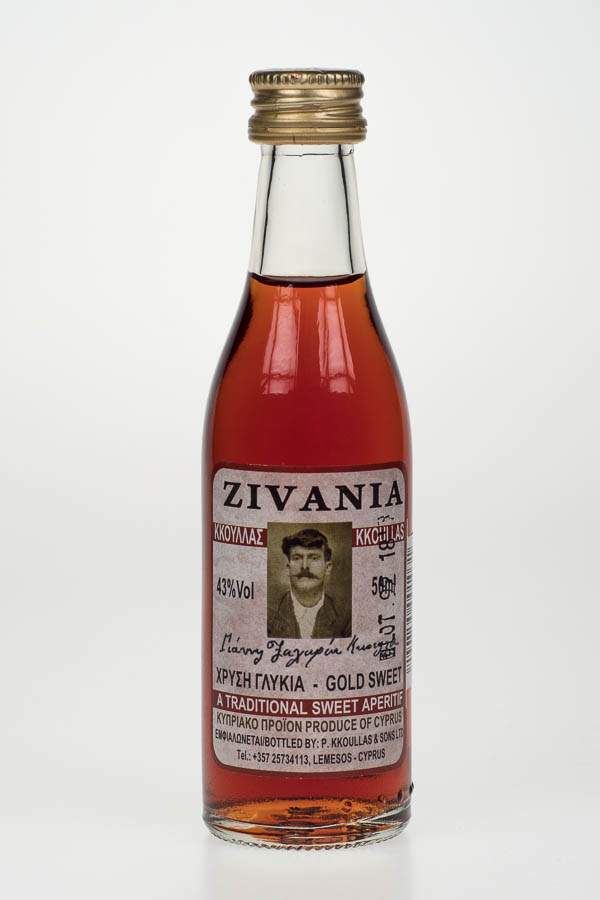 ZIVANIA
ΚΚΟΥΛΛΑΣ KKOULLAS
43%Vol
ΧΡΥΣΗ ΓΛΥΚΙΑ - GOLD SWEET
A TRADITIONAL SWEET APERITIF
ΚΥΠΡΙΑΚΟ ΠΡΟΪΟΝ PRODUCE OF CYPRUS
ΕΜΦΙΑΛΩΝΕΤΑΙ/BOTTLED BY: P. KKOULLAS & SONS LTD
Tel.: +357 25734113, LEMESOS - CYPRUS